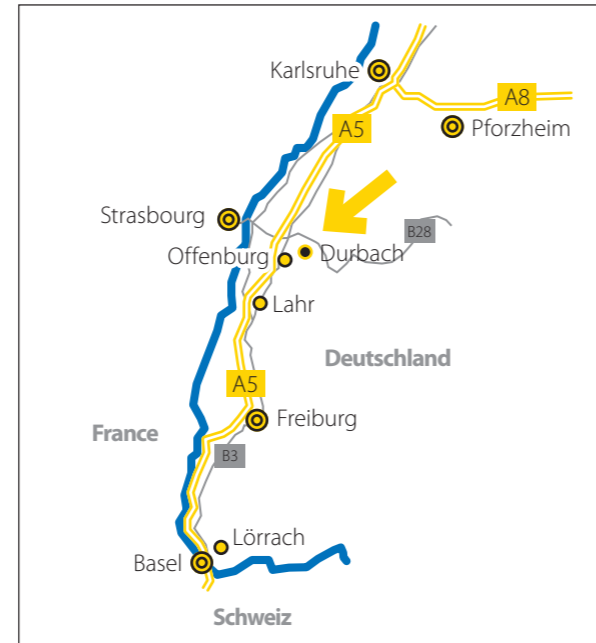 Karlsruhe
A8
A5
Pforzheim
Strasbourg
B28
Offenburg
Durbach
Lahr
Deutschland
A5
Freiburg
France
B3
Lörrach
Basel
Schweiz